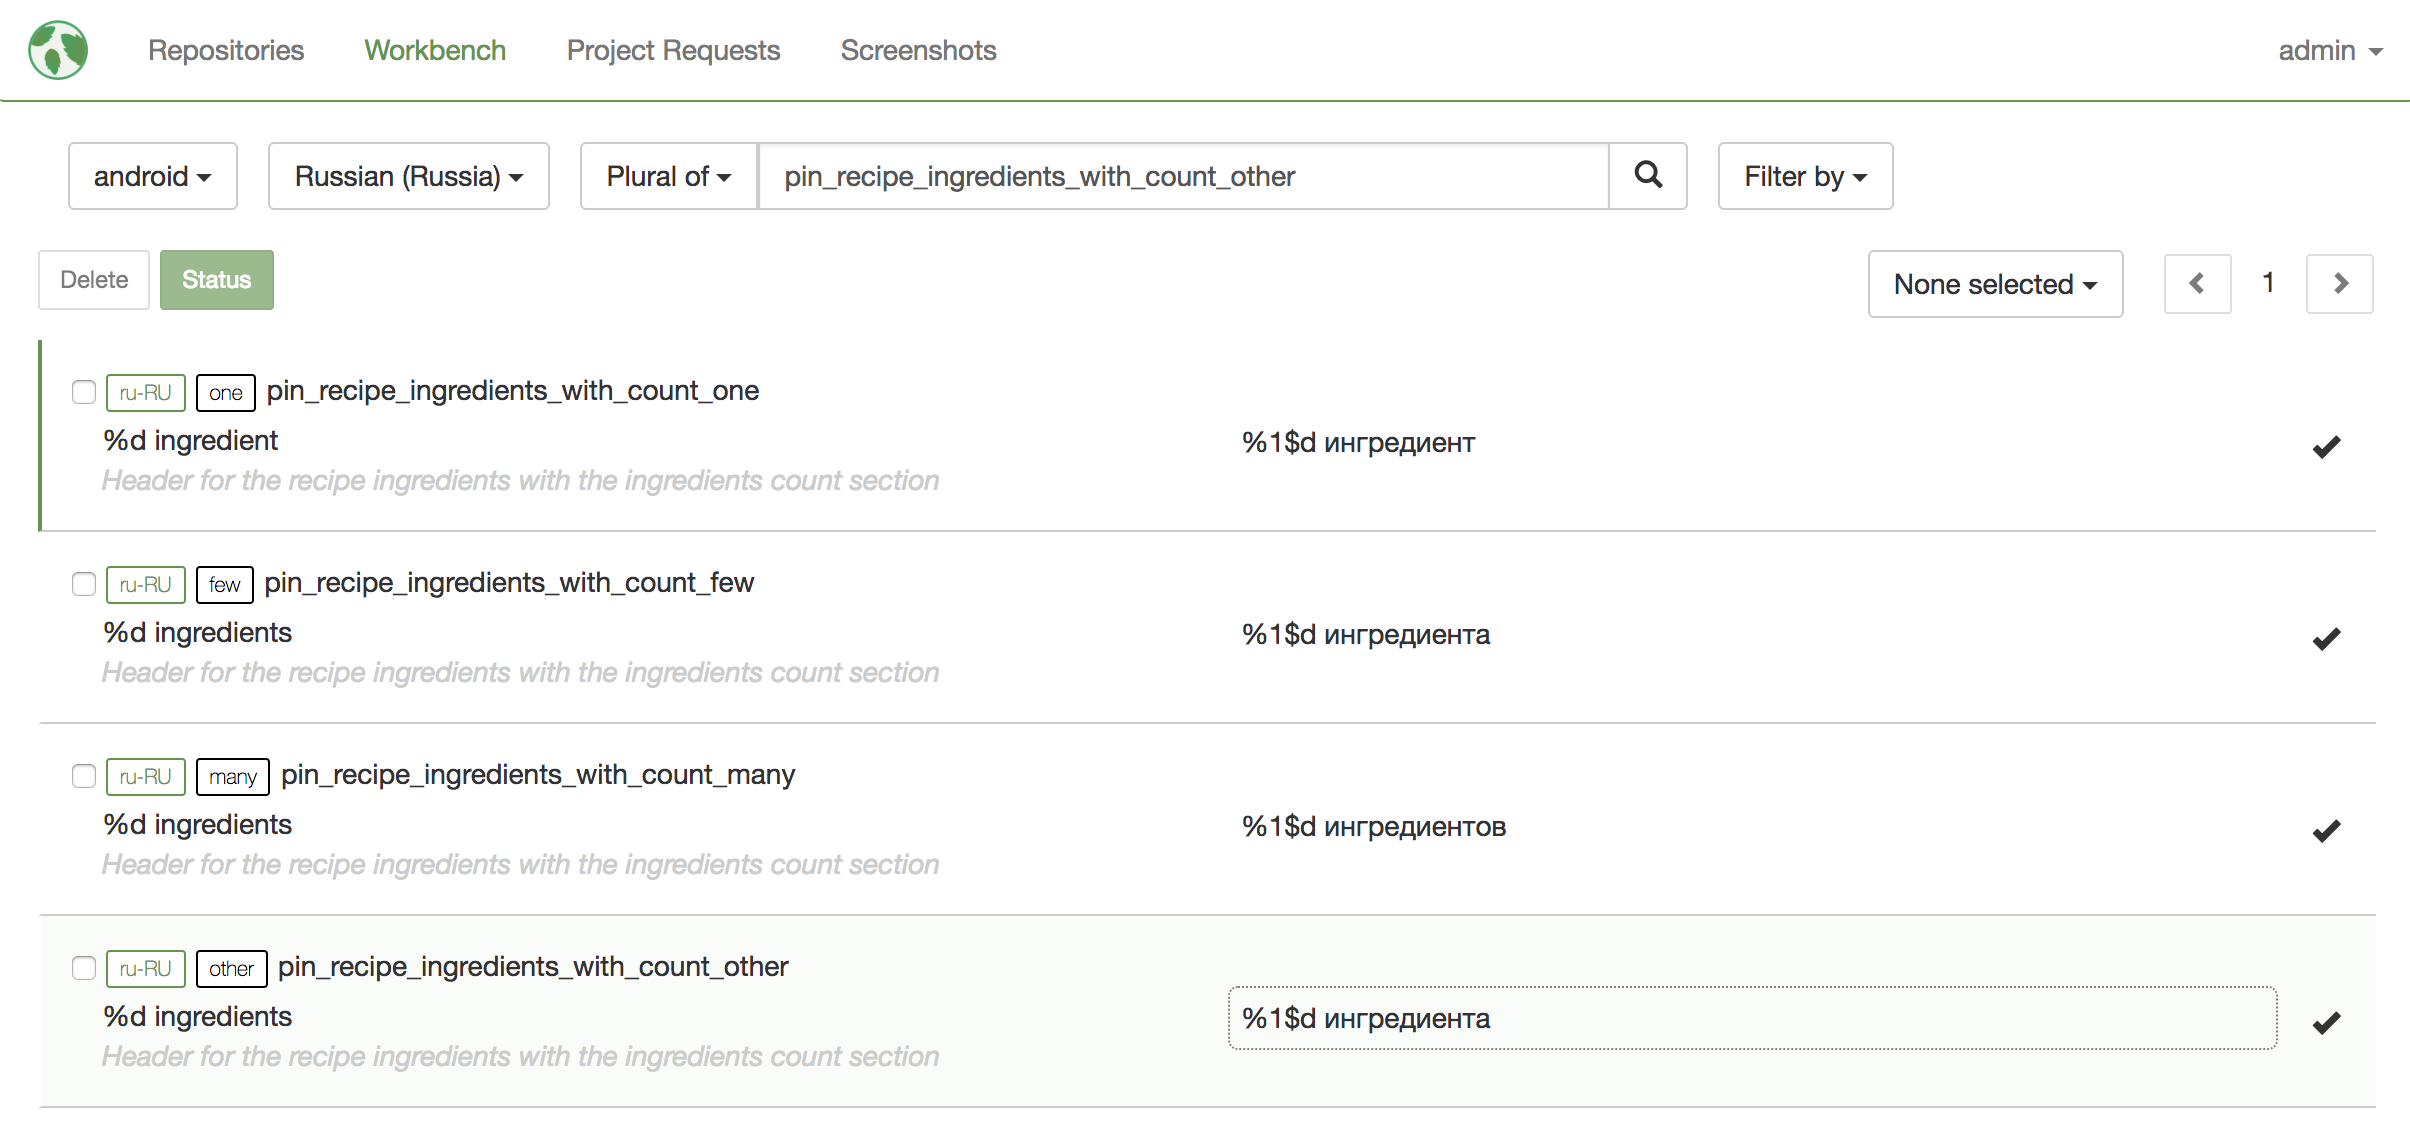 Repositories Workbench Project Requests Screenshots admin
android Russian (Russia) Plural of pin_recipe_ingredients_with_count_other Filter by
Delete Status None selected 1
ru-RU one pin_recipe_ingredients_with_count_one
%d ingredient %1$d ингредиент
Header for the recipe ingredients with the ingredients count section
ru-RU few pin_recipe_ingredients_with_count_few
%d ingredients %1$d ингредиента
Header for the recipe ingredients with the ingredients count section
ru-RU many pin_recipe_ingredients_with_count_many
%d ingredients %1$d ингредиентов
Header for the recipe ingredients with the ingredients count section
ru-RU other pin_recipe_ingredients_with_count_other
%d ingredients %1$d ингредиента
Header for the recipe ingredients with the ingredients count section